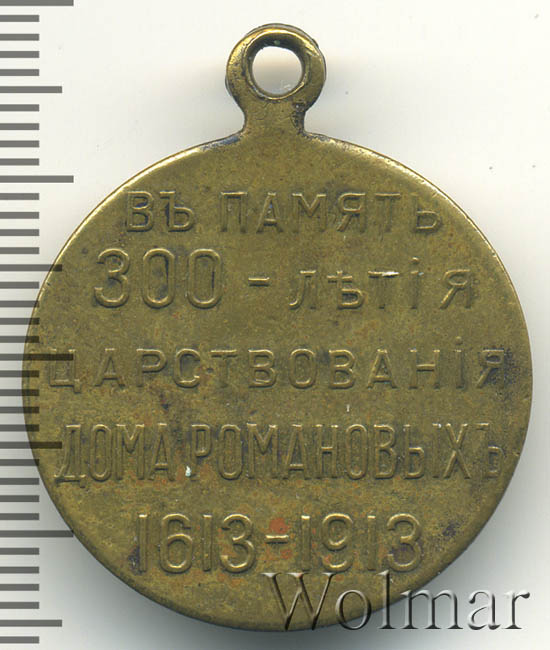 ВЪ ПАМЯТЬ
300-лѣтія
ЦАРСТВОВАНІЯ
ДОМА РОМАНОВЫХЪ
1613-1913
Wolmar